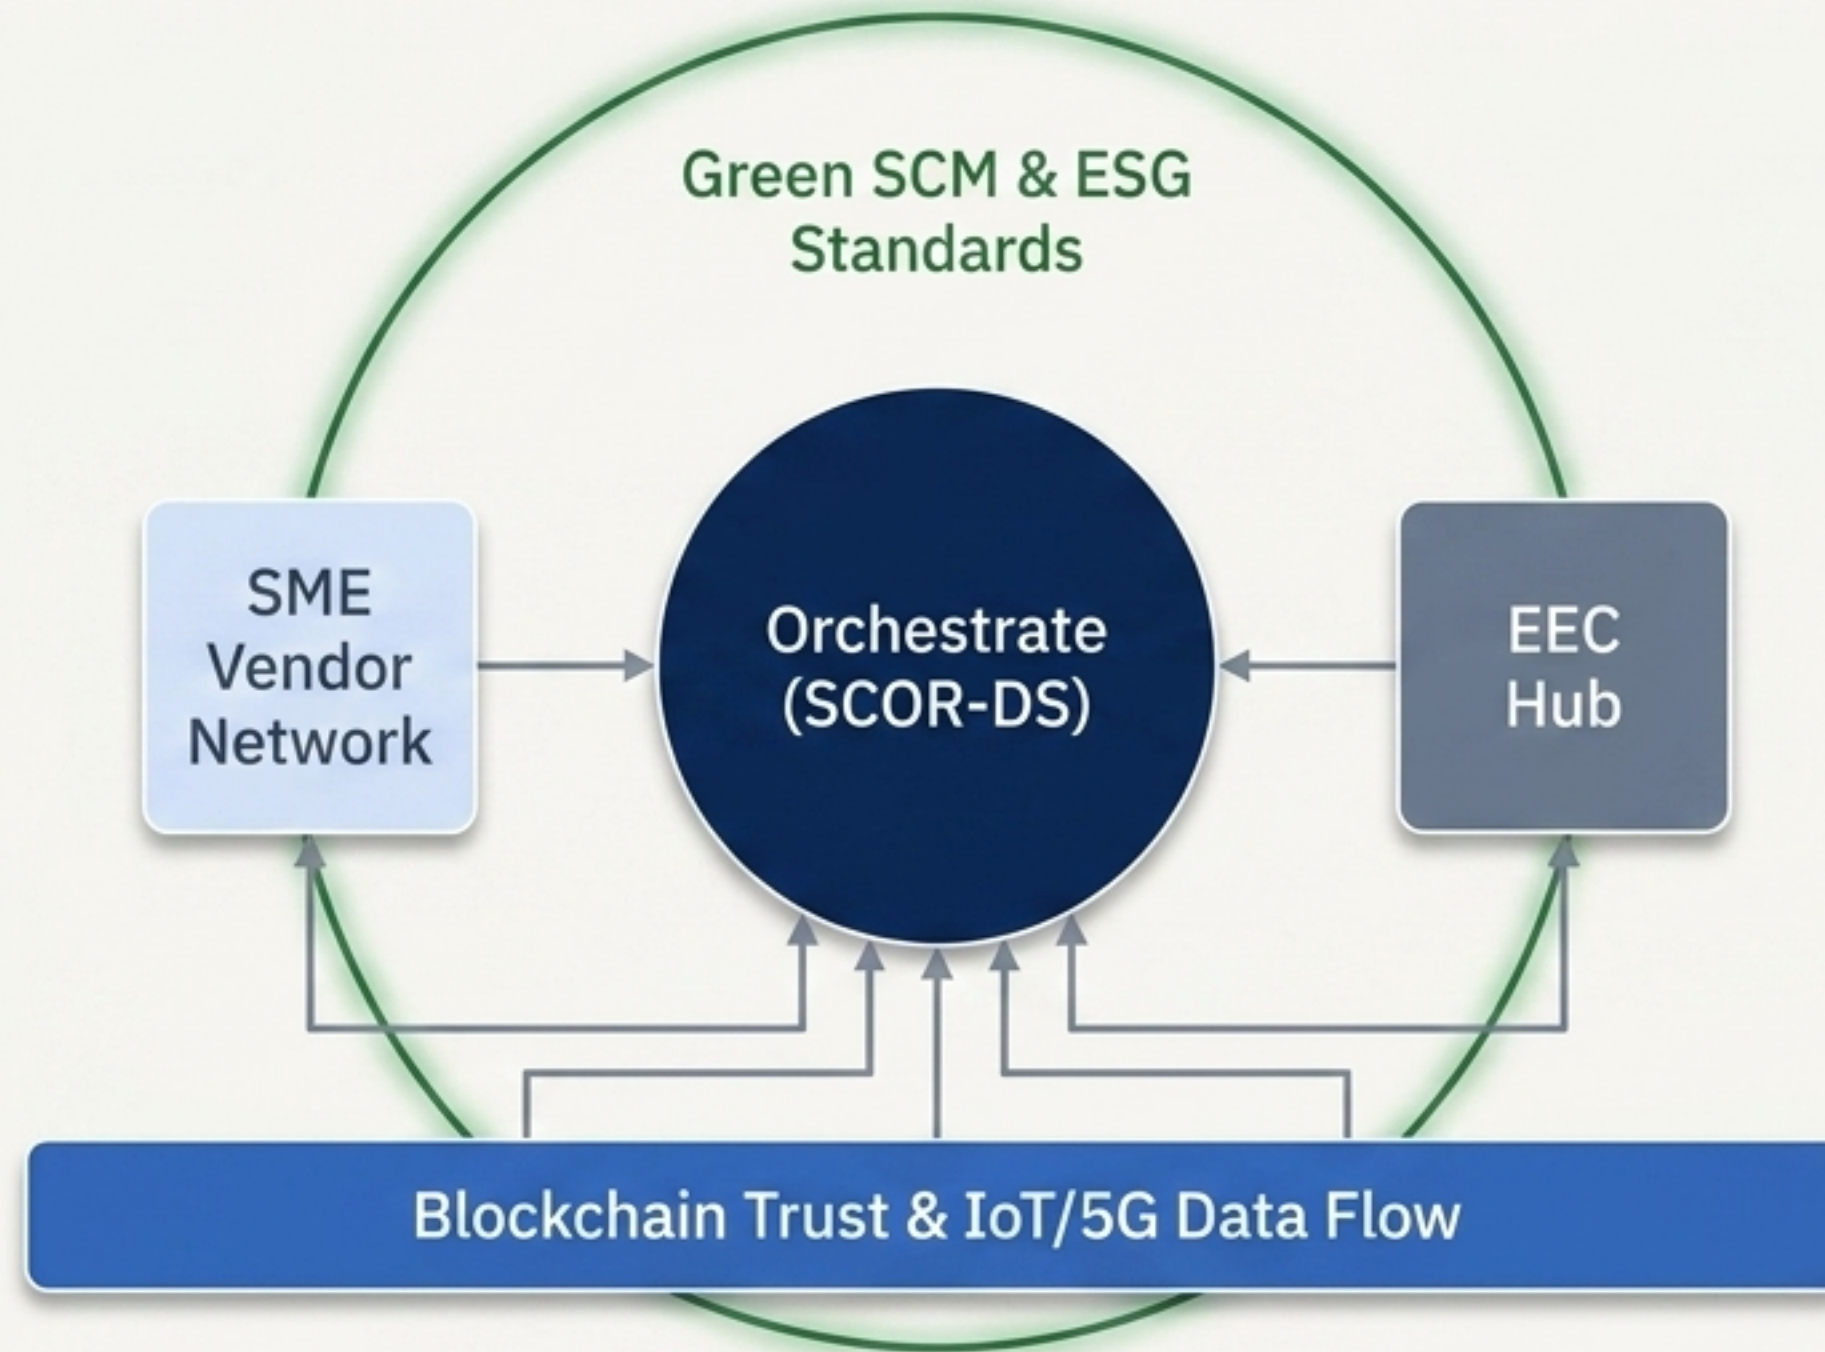 Green SCM & ESG
Standards
SME
Vendor
Network
Orchestrate
(SCOR-DS)
EEC
Hub
Blockchain Trust & IoT/5G Data Flow